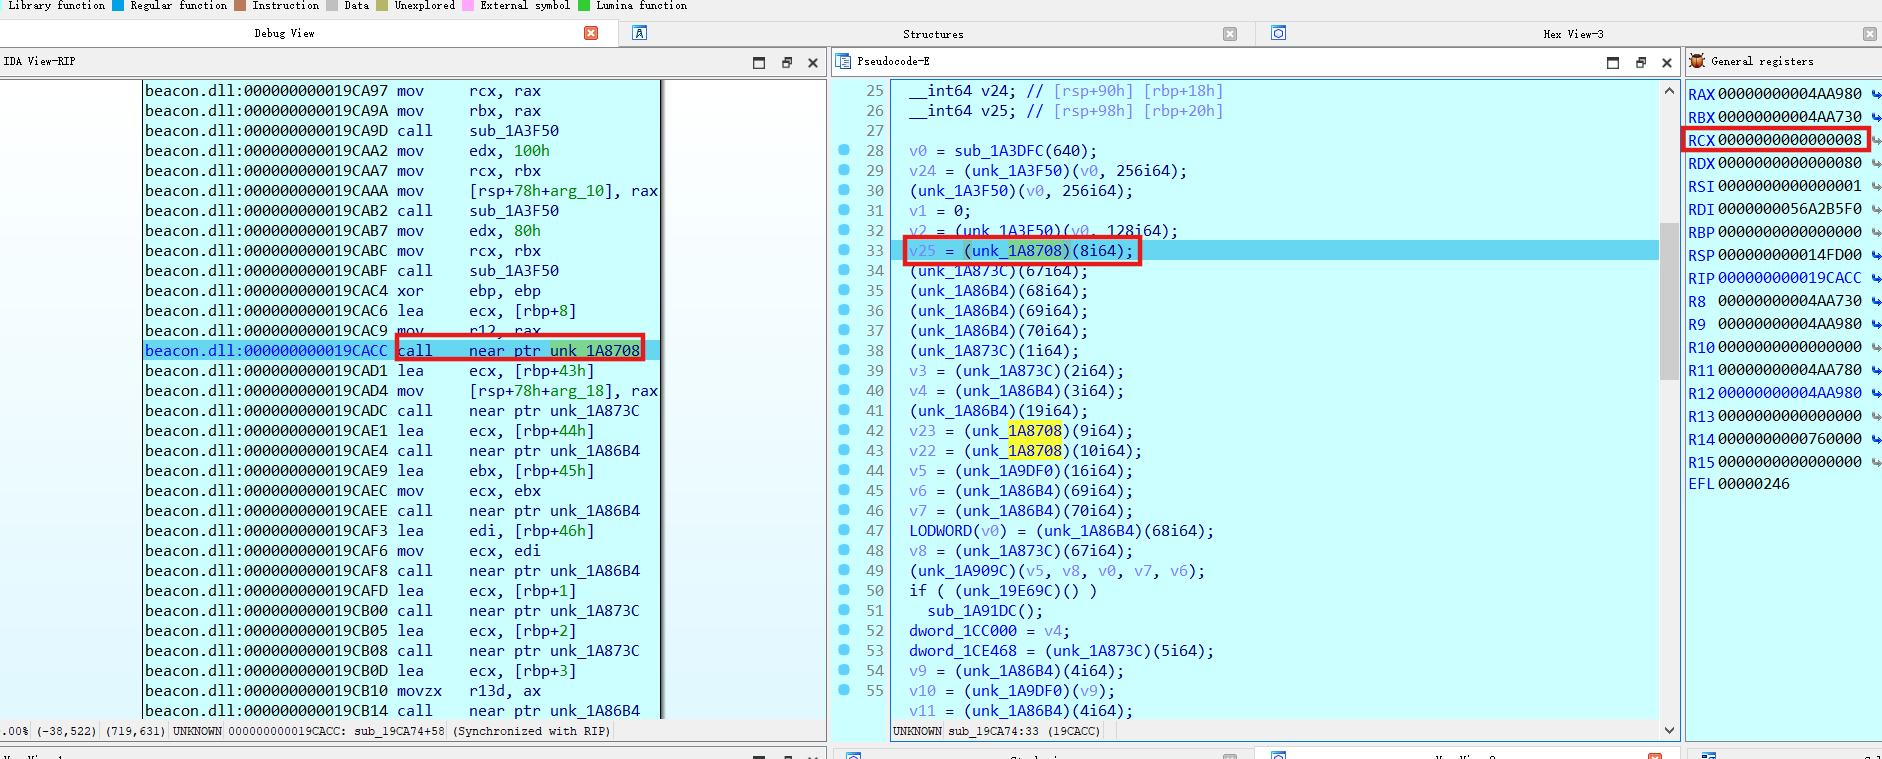 Library function Regular function Instruction Data Unexplored External symbol Lumina function
Debug View Structures Hex View-3
IDA View-RIP
beacon.dll:000000000019CA97 mov rcx, rax
beacon.dll:000000000019CA9A mov rbx, rax
beacon.dll:000000000019CA9D call sub_1A3F50
beacon.dll:000000000019CAA2 mov edx, 100h
beacon.dll:000000000019CAA7 mov rcx, rbx
beacon.dll:000000000019CAAA mov [rsp+78h+arg_10], rax
beacon.dll:000000000019CAB2 call sub_1A3F50
beacon.dll:000000000019CAB7 mov edx, 80h
beacon.dll:000000000019CABC mov rcx, rbx
beacon.dll:000000000019CABF call sub_1A3F50
beacon.dll:000000000019CAC4 xor ebp, ebp
beacon.dll:000000000019CAC6 lea ecx, [rbp+8]
beacon.dll:000000000019CAC9 mov r12, rax
beacon.dll:000000000019CACC call near ptr unk_1A8708
beacon.dll:000000000019CAD1 lea ecx, [rbp+43h]
beacon.dll:000000000019CAD4 mov [rsp+78h+arg_18], rax
beacon.dll:000000000019CADC call near ptr unk_1A873C
beacon.dll:000000000019CAE1 lea ecx, [rbp+44h]
beacon.dll:000000000019CAE4 call near ptr unk_1A86B4
beacon.dll:000000000019CAE9 lea ebx, [rbp+45h]
beacon.dll:000000000019CAEC mov ecx, ebx
beacon.dll:000000000019CAEE call near ptr unk_1A86B4
beacon.dll:000000000019CAF3 lea edi, [rbp+46h]
beacon.dll:000000000019CAF6 mov ecx, edi
beacon.dll:000000000019CAF8 call near ptr unk_1A86B4
beacon.dll:000000000019CAFD lea ecx, [rbp+1]
beacon.dll:000000000019CB00 call near ptr unk_1A873C
beacon.dll:000000000019CB05 lea ecx, [rbp+2]
beacon.dll:000000000019CB08 call near ptr unk_1A873C
beacon.dll:000000000019CB0D lea ecx, [rbp+3]
beacon.dll:000000000019CB10 movzx r13d, ax
beacon.dll:000000000019CB14 call near ptr unk_1A86B4
.00% (-38,522) (719,631) UNKNOWN 000000000019CACC: sub_19CA74+58 (Synchronized with RIP)
Pseudocode-E
25 __int64 v24; // [rsp+90h] [rbp+18h]
26 __int64 v25; // [rsp+98h] [rbp+20h]
27
28 v0 = sub_1A3DFC(640);
29 v24 = (unk_1A3F50)(v0, 256i64);
30 (unk_1A3F50)(v0, 256i64);
31 v1 = 0;
32 v2 = (unk_1A3F50)(v0, 128i64);
33 v25 = (unk_1A8708)(8i64);
34 (unk_1A873C)(67i64);
35 (unk_1A86B4)(68i64);
36 (unk_1A86B4)(69i64);
37 (unk_1A86B4)(70i64);
38 (unk_1A873C)(1i64);
39 v3 = (unk_1A873C)(2i64);
40 v4 = (unk_1A86B4)(3i64);
41 (unk_1A86B4)(19i64);
42 v23 = (unk_1A8708)(9i64);
43 v22 = (unk_1A8708)(10i64);
44 v5 = (unk_1A9DF0)(16i64);
45 v6 = (unk_1A86B4)(69i64);
46 v7 = (unk_1A86B4)(70i64);
47 LODWORD(v0) = (unk_1A86B4)(68i64);
48 v8 = (unk_1A873C)(67i64);
49 (unk_1A909C)(v5, v8, v0, v7, v6);
50 if ( (unk_19E69C)() )
51 sub_1A91DC();
52 dword_1CC000 = v4;
53 dword_1CE468 = (unk_1A873C)(5i64);
54 v9 = (unk_1A86B4)(4i64);
55 v10 = (unk_1A9DF0)(v9);
v11 = (unk_1A86B4)(4i64);
UNKNOWN sub_19CA74:33 (19CACC)
General registers
RAX 00000000004AA980
RBX 00000000004AA730
RCX 0000000000000008
RDX 0000000000000080
RSI 0000000000000001
RDI 0000000056A2B5F0
RBP 0000000000000000
RSP 000000000014FD00
RIP 000000000019CACC
R8 00000000004AA730
R9 00000000004AA980
R10 0000000000000000
R11 00000000004AA780
R12 00000000004AA980
R13 0000000000000000
R14 0000000000760000
R15 0000000000000000
EFL 00000246